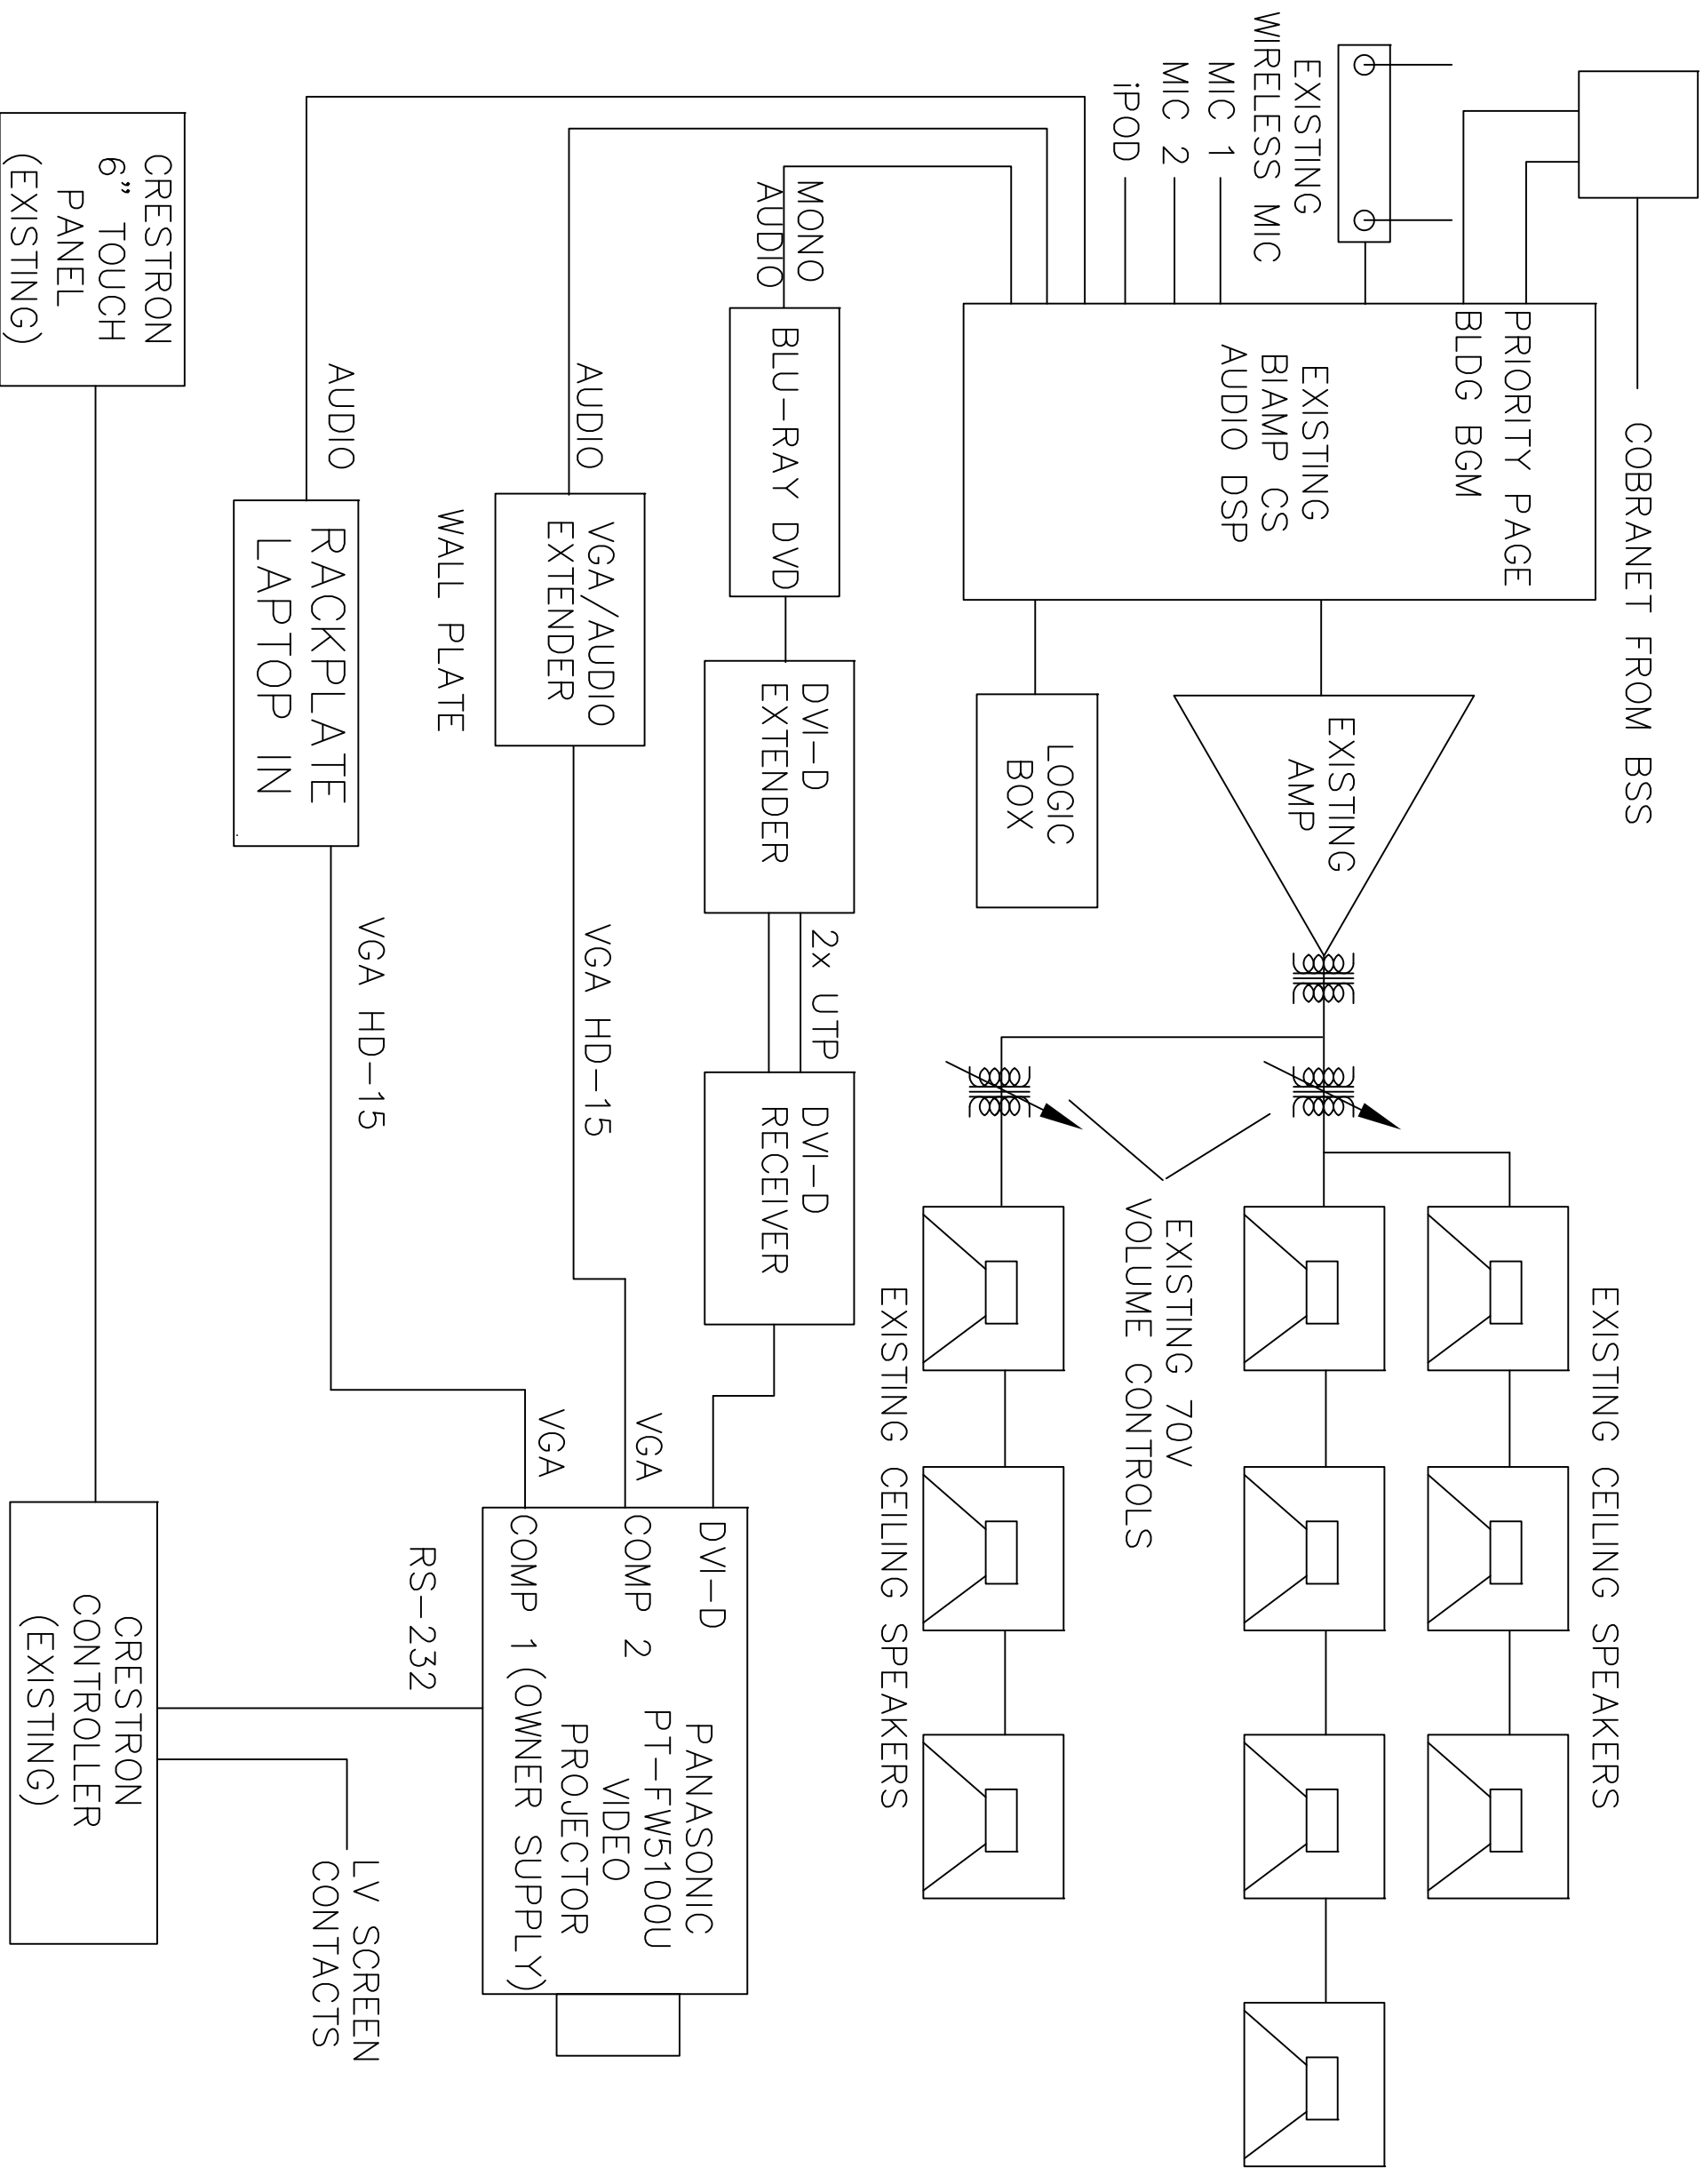 COBRANET FROM BSS
PRIORITY PAGE
BLDG BGM
EXISTING
BIAMP CS
AUDIO DSP
EXISTING
WIRELESS MIC
MIC 1
MIC 2
iPOD
EXISTING
AMP
LOGIC
BOX
EXISTING CEILING SPEAKERS
EXISTING 70V
VOLUME CONTROLS
EXISTING CEILING SPEAKERS
MONO
AUDIO
BLU-RAY DVD
DVI-D
EXTENDER
2x UTP
DVI-D
RECEIVER
AUDIO
VGA/AUDIO
EXTENDER
WALL PLATE
VGA HD-15
VGA
AUDIO
RACKPLATE
LAPTOP IN
VGA HD-15
VGA
DVI-D
COMP 2
COMP 1
PANASONIC
PT-FW5100U
VIDEO
PROJECTOR
(OWNER SUPPLY)
RS-232
LV SCREEN
CONTACTS
CRESTRON
6" TOUCH
PANEL
(EXISTING)
CRESTRON
CONTROLLER
(EXISTING)